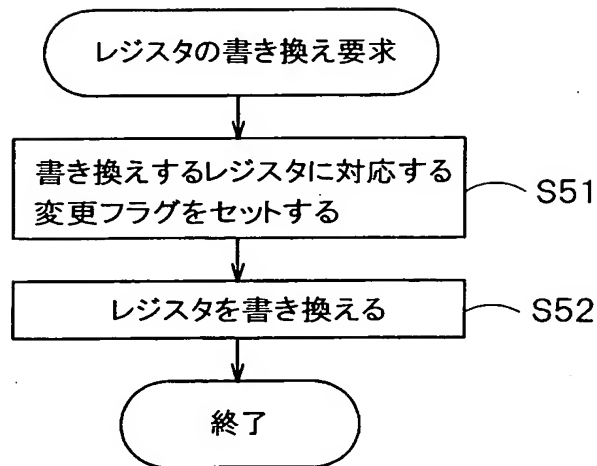 レジスタの書き換え要求
書き換えするレジスタに対応する
変更フラグをセットする
S51
レジスタを書き換える
S52
終了